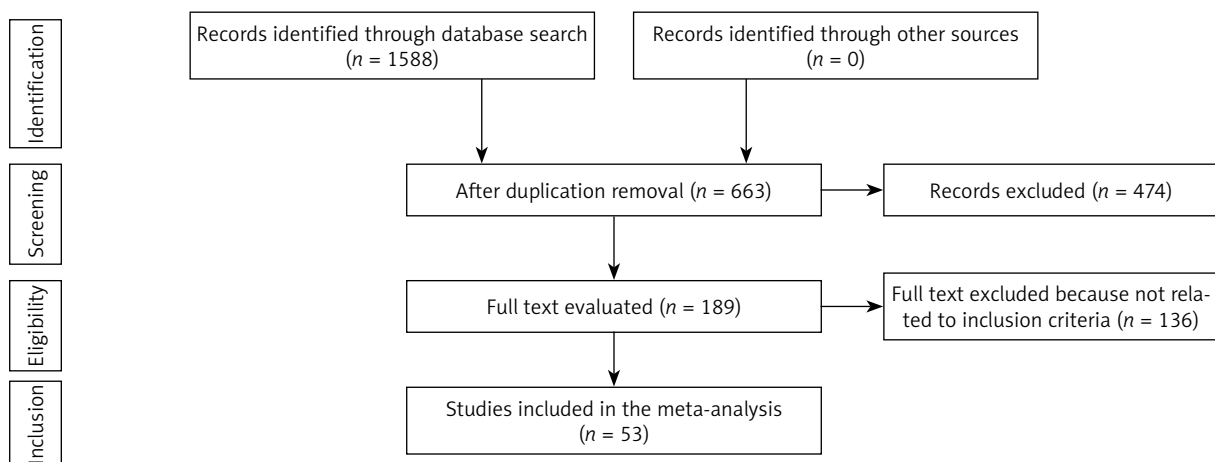 Identification
Records identified through database search
(n = 1588)
Records identified through other sources
(n = 0)
Screening
After duplication removal (n = 663)
Records excluded (n = 474)
Eligibility
Full text evaluated (n = 189)
Full text excluded because not rela-
ted to inclusion criteria (n = 136)
Inclusion
Studies included in the meta-analysis
(n = 53)